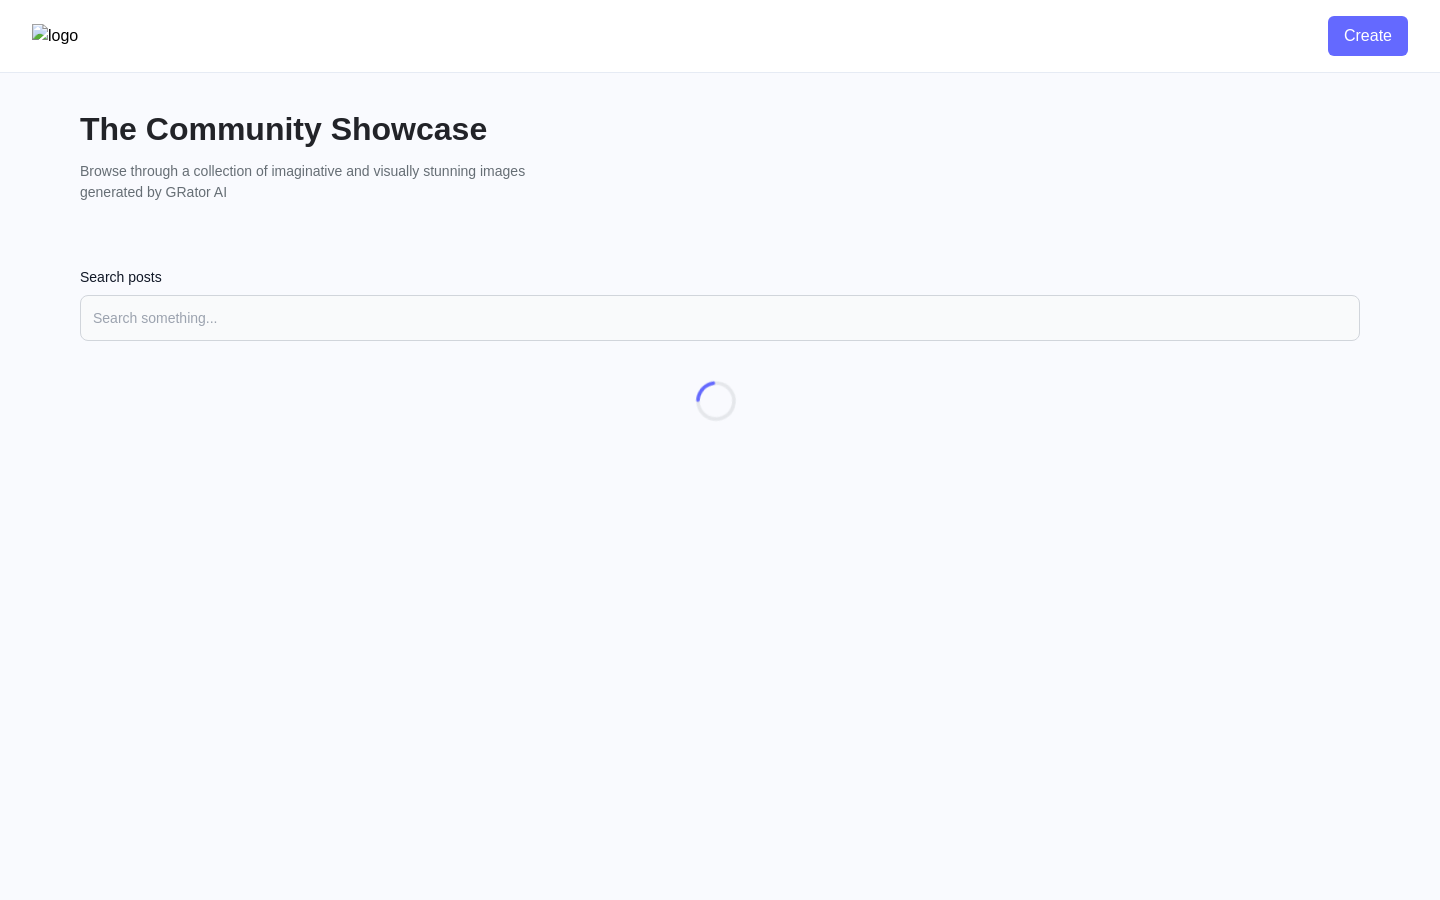 logo
Create
The Community Showcase
Browse through a collection of imaginative and visually stunning images
generated by GRator AI
Search posts
Search something...